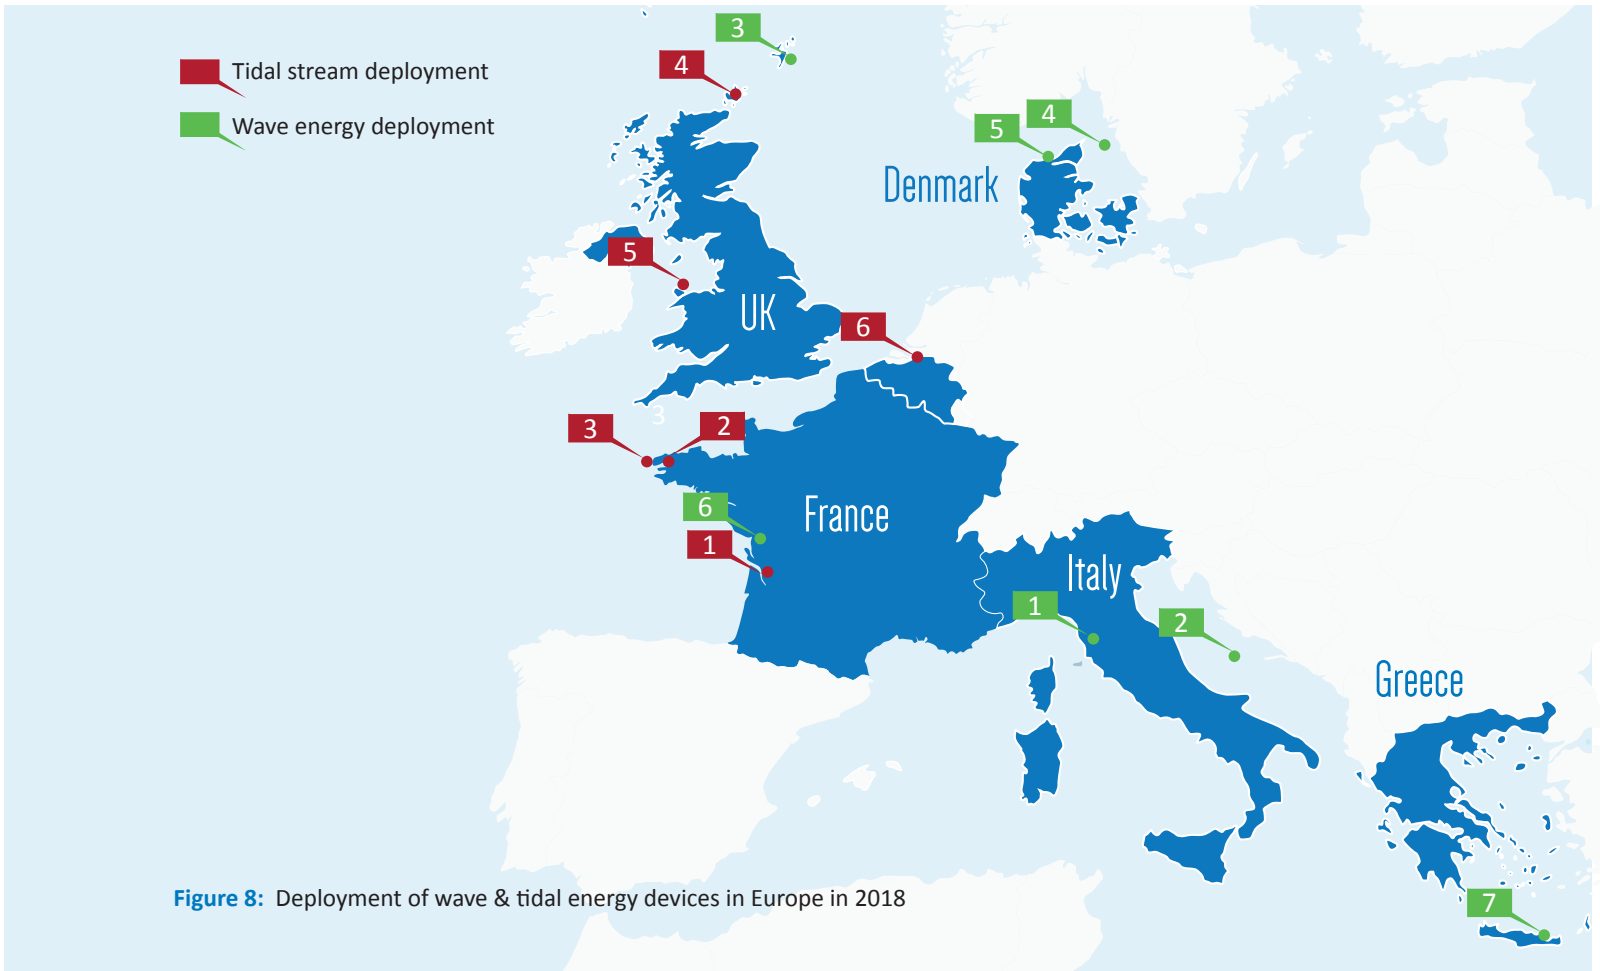 3
4
Tidal stream deployment
Wave energy deployment
5
4
Denmark
5
UK
6
3
3
2
6
France
1
Italy
1
2
Greece
7
Figure 8: Deployment of wave & tidal energy devices in Europe in 2018